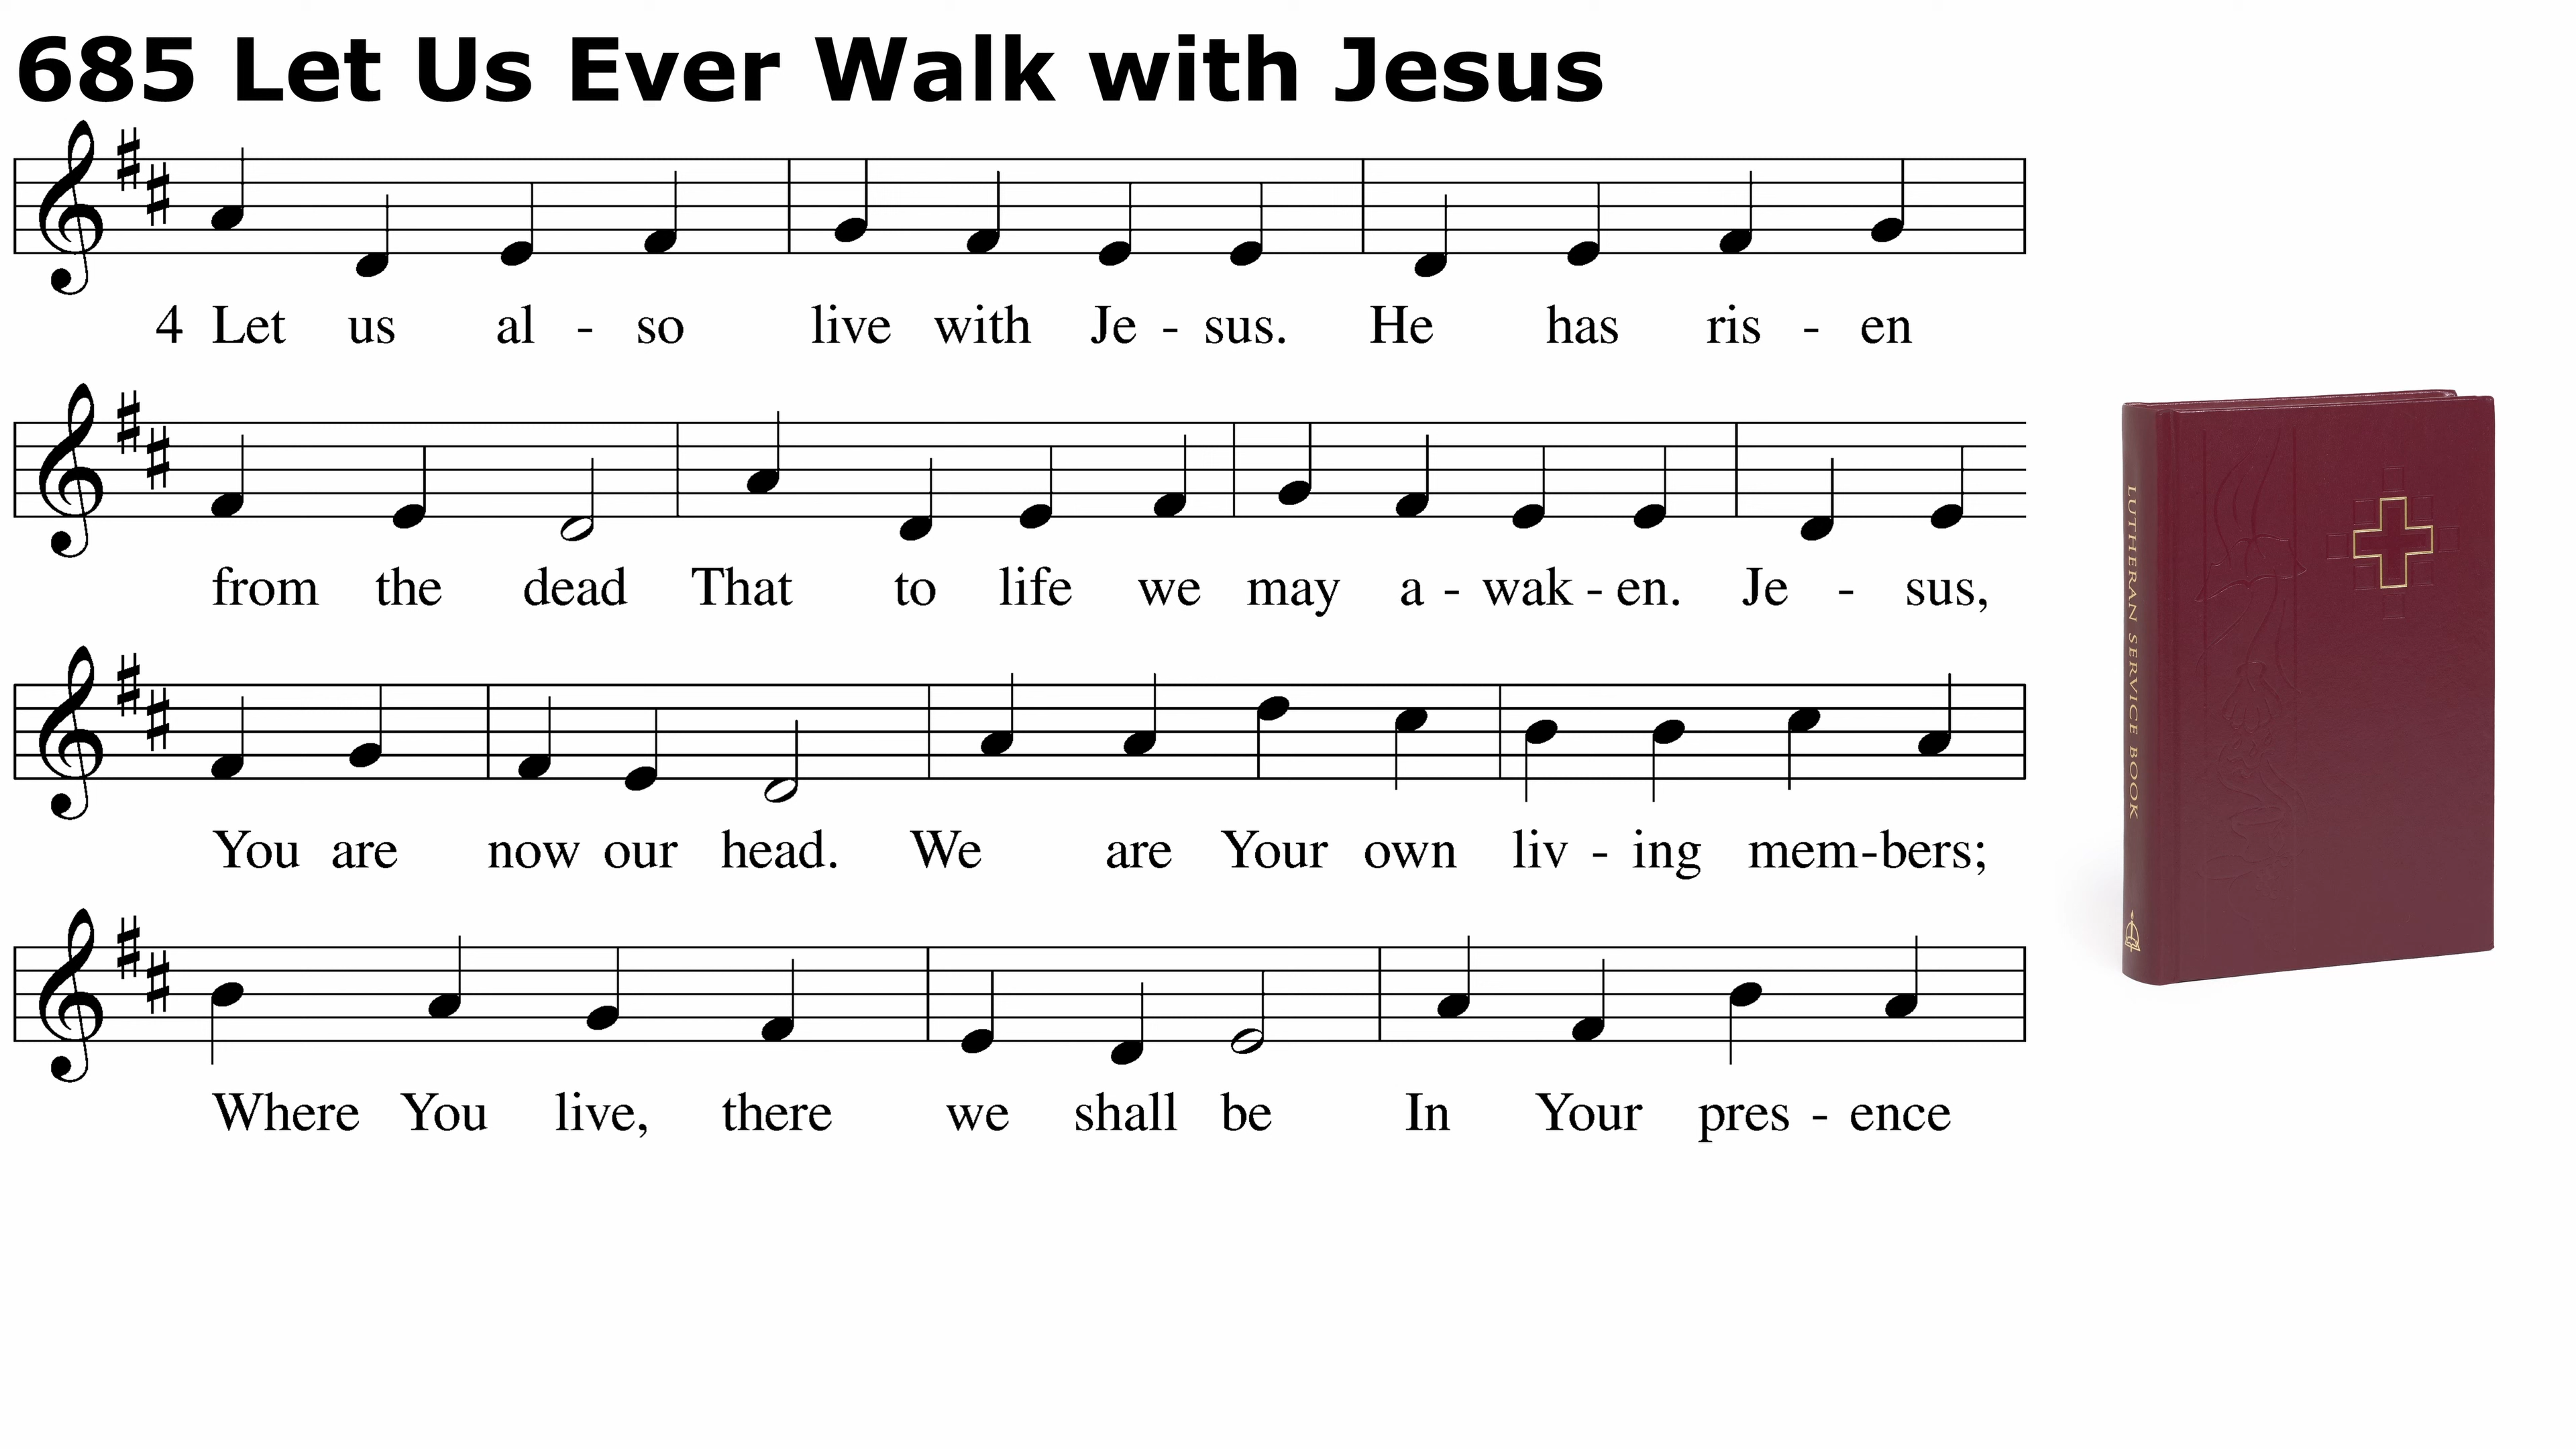 685 Let Us Ever Walk with Jesus
4 Let us al - so live with Je - sus. He has ris - en
from the dead That to life we may a - wak - en. Je - sus,
You are now our head. We are Your own liv - ing mem-bers;
Where You live, there we shall be In Your pres - ence
LUTHERAN SERVICE BOOK